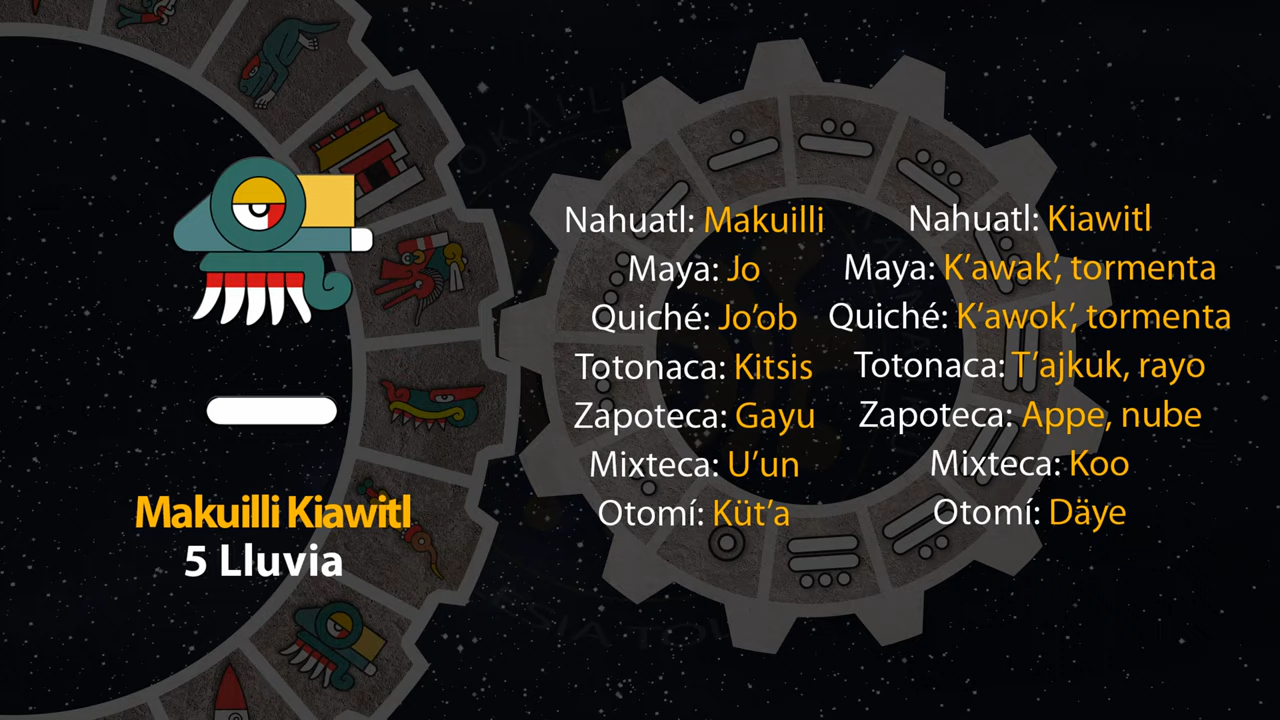 Makuilli Kiawitl
5 Lluvia
Nahuatl: Makuilli
Maya: Jo
Quiché: Jo’ob
Totonaca: Kitsis
Zapoteca: Gayu
Mixteca: U’un
Otomí: Küt’a
Nahuatl: Kiawitl
Maya: K’awak’, tormenta
Quiché: K’awok’, tormenta
Totonaca: T’ajkuk, rayo
Zapoteca: Appe, nube
Mixteca: Koo
Otomí: Däye